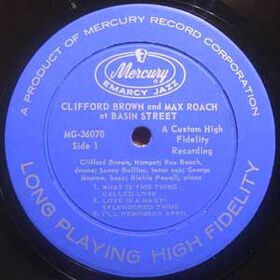 A PRODUCT OF MERCURY RECORD CORPORATION
Mercury
EMARCY JAZZ
CLIFFORD BROWN and MAX ROACH
at BASIN STREET
MG-36070
Side 1
A Custom High
Fidelity
Recording
Clifford Brown, trumpet; Max Roach,
drums; Sonny Rollins, tenor sax; George
Morrow, bass; Richie Powell, piano
1. WHAT IS THIS THING
CALLED LOVE
2. LOVE IS A MANY
SPLENDORED THING
3. I'LL REMEMBER APRIL
LONG PLAYING HIGH FIDELITY